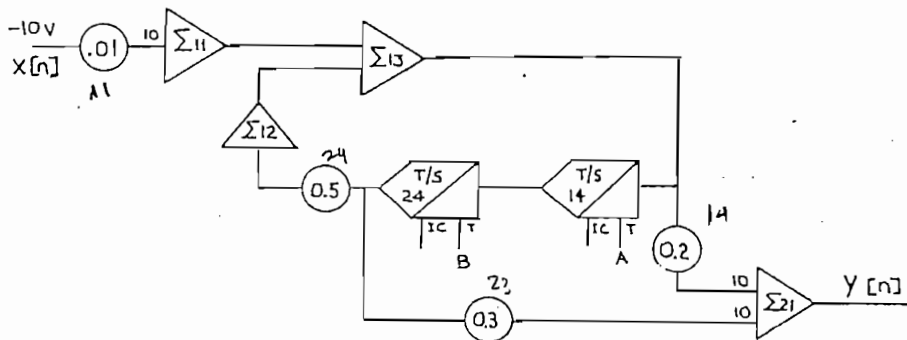 -10V
X[n]
.01
11
10
Σ11
Σ13
Σ12
24
0.5
T/S
24
IC
T
B
T/S
14
IC
T
A
14
0.2
23
0.3
10
10
Σ21
Y [n]